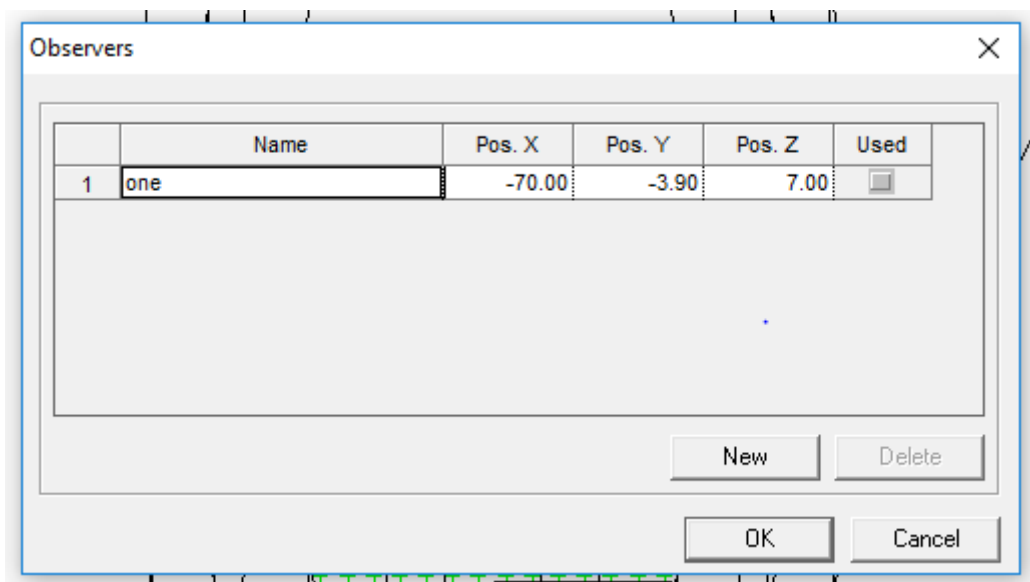 Observers
Name Pos. X Pos. Y Pos. Z Used
1 one -70.00 -3.90 7.00
New Delete
OK Cancel